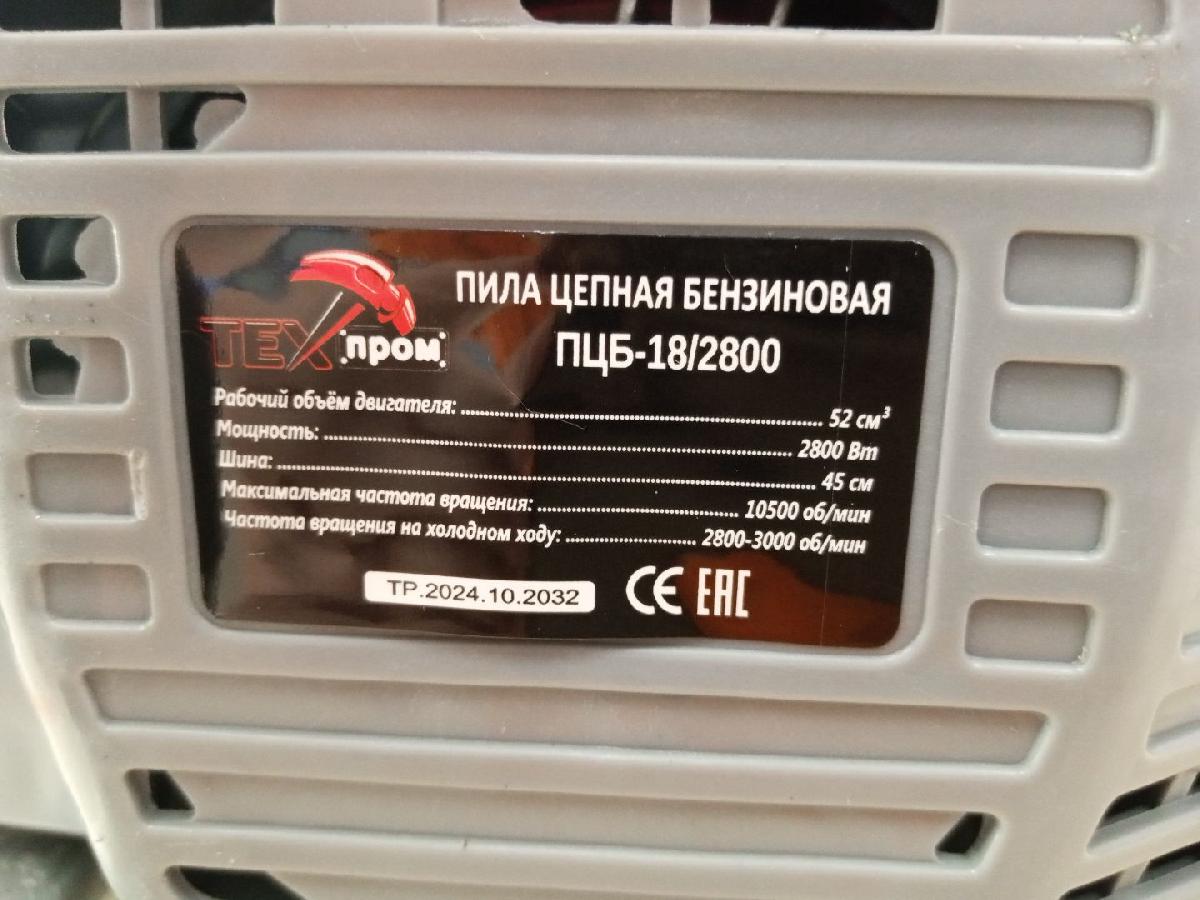 ТЕХ пром
ПИЛА ЦЕПНАЯ БЕНЗИНОВАЯ
ПЦБ-18/2800
Рабочий объём двигателя: 52 см³
Мощность: 2800 Вт
Шина: 45 см
Максимальная частота вращения: 10500 об/мин
Частота вращения на холодном ходу: 2800-3000 об/мин
ТР.2024.10.2032
CE EAC